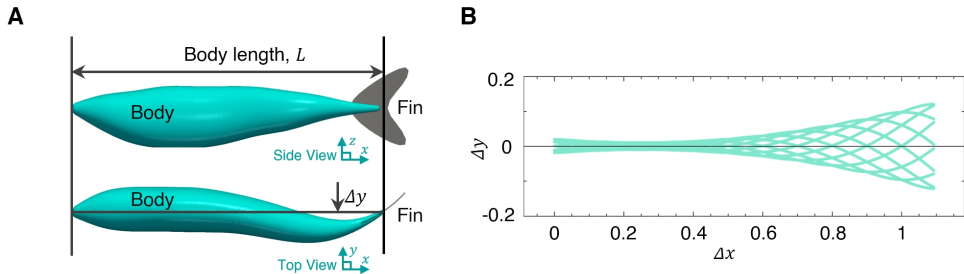 A
Body length, L
Body
Fin
z
Side View
x
Body
Δy
Fin
y
Top View
x
B
0.2
0
-0.2
Δy
0 0.2 0.4 0.6 0.8 1
Δx